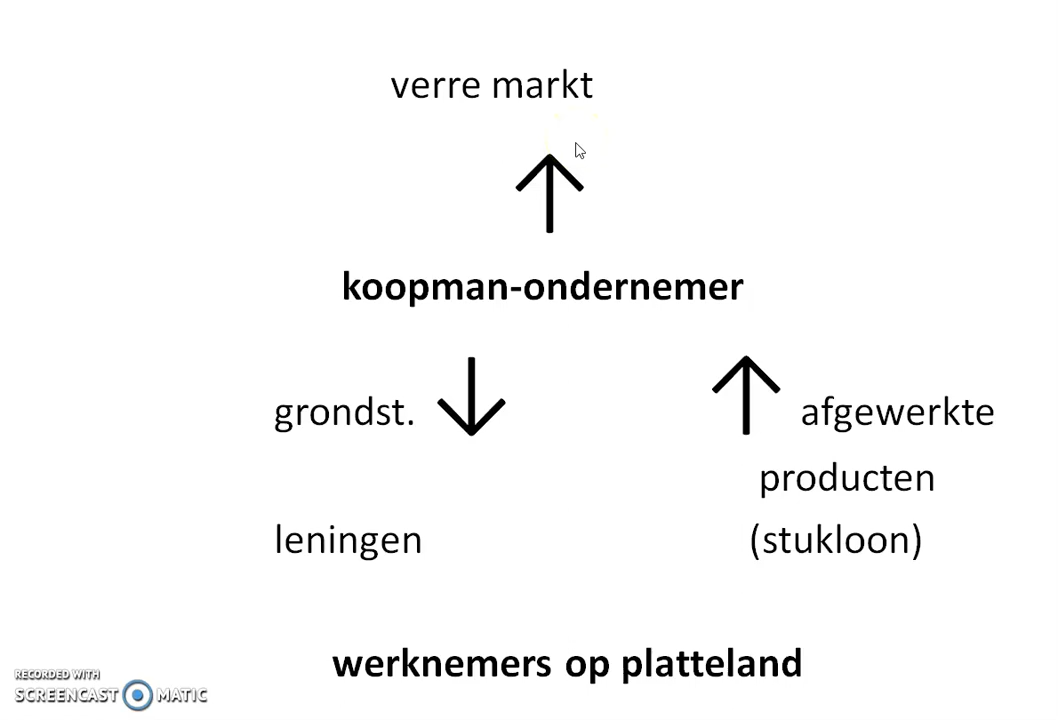 verre markt
koopman-ondernemer
grondst.
afgewerkte
producten
leningen
(stukloon)
werknemers op platteland
RECORDED WITH
SCREENCAST MATIC